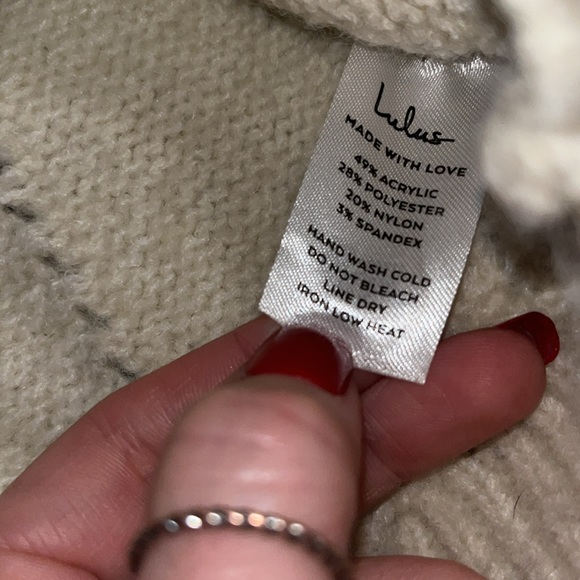 Lulus
MADE WITH LOVE
49% ACRYLIC
28% POLYESTER
20% NYLON
3% SPANDEX
HAND WASH COLD
DO NOT BLEACH
LINE DRY
IRON LOW HEAT